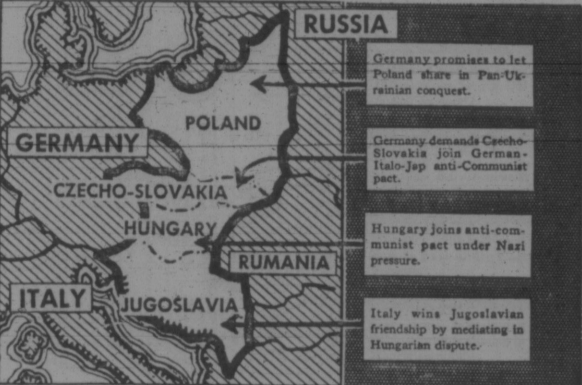 RUSSIA
Germany promises to let
Poland share in Pan-Uk-
rainian conquest.
POLAND
GERMANY
Germany demands Czecho-
Slovakia join German-
Italo-Jap anti-Communist
pact.
CZECHO-SLOVAKIA
HUNGARY
Hungary joins anti-com-
munist pact under Nazi
pressure.
RUMANIA
ITALY
JUGOSLAVIA
Italy wins Jugoslavian
friendship by mediating in
Hungarian dispute.